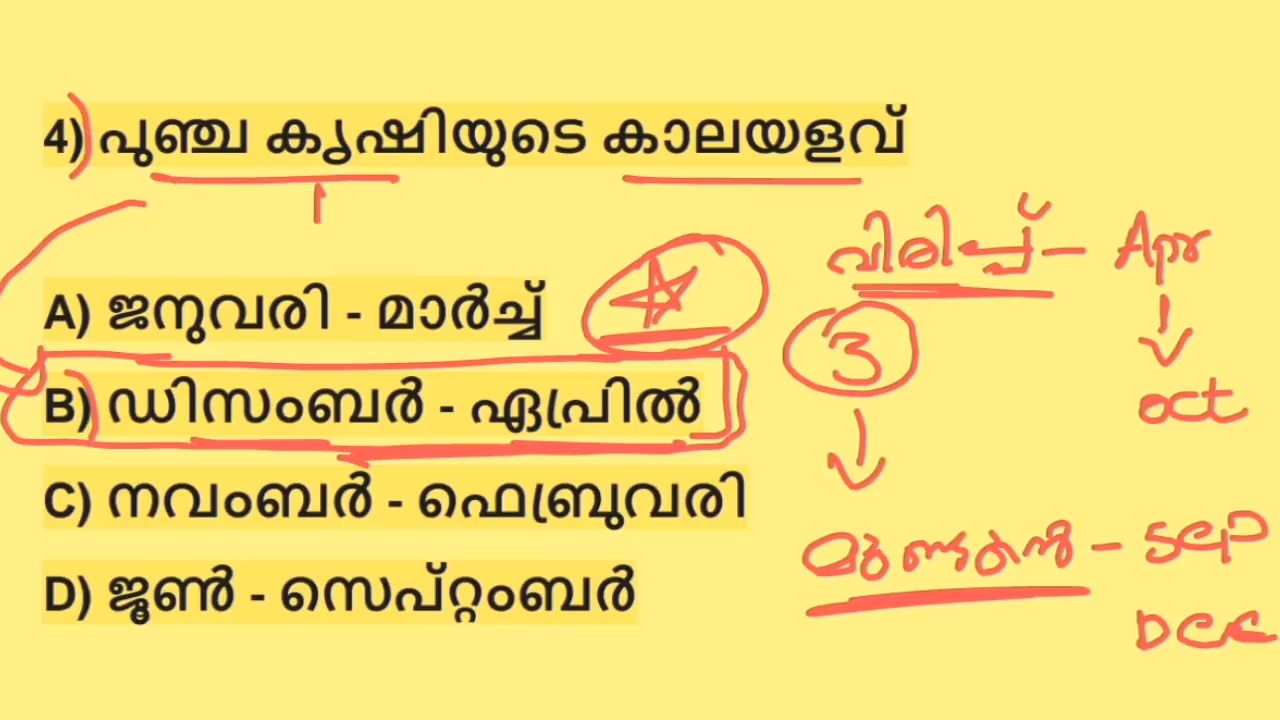 4) പുഞ്ച കൃഷിയുടെ കാലയളവ്
A) ജനുവരി - മാർച്ച്
B) ഡിസംബർ - ഏപ്രിൽ
C) നവംബർ - ഫെബ്രുവരി
D) ജൂൺ - സെപ്റ്റംബർ
വിരിപ്പ് - Apr
oct
3
മുണ്ടകൻ - Sep
Dec